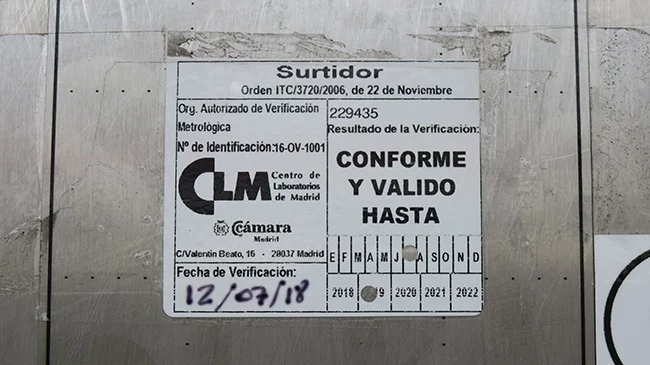 Surtidor
Orden ITC/3720/2006, de 22 de Noviembre
Org. Autorizado de Verificación
Metrológica
Nº de Identificación:16-OV-1001
CLM
Centro de
Laboratorios
de Madrid
Cámara
Madrid
C/Valentín Beato, 16 - 28037 Madrid
Fecha de Verificación:
12/07/18
229435
Resultado de la Verificación:
CONFORME
Y VALIDO
HASTA
E F M A M J A S O N D
2018 19 2020 2021 2022